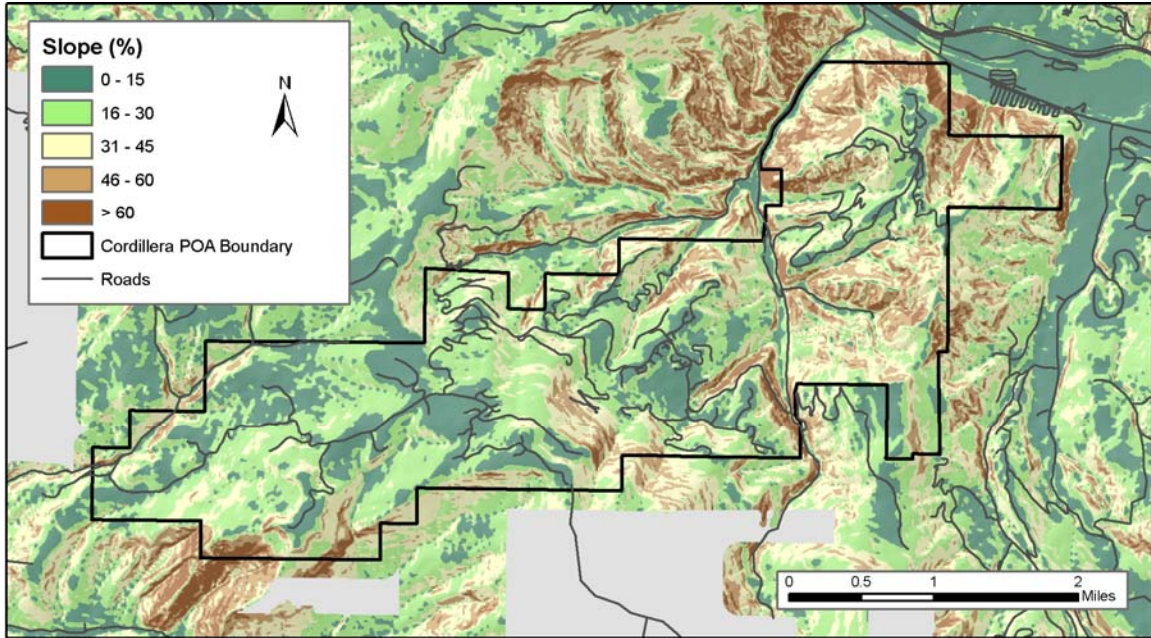 Slope (%)
0 - 15
16 - 30
31 - 45
46 - 60
> 60
Cordillera POA Boundary
Roads
N
0 0.5 1 2
Miles